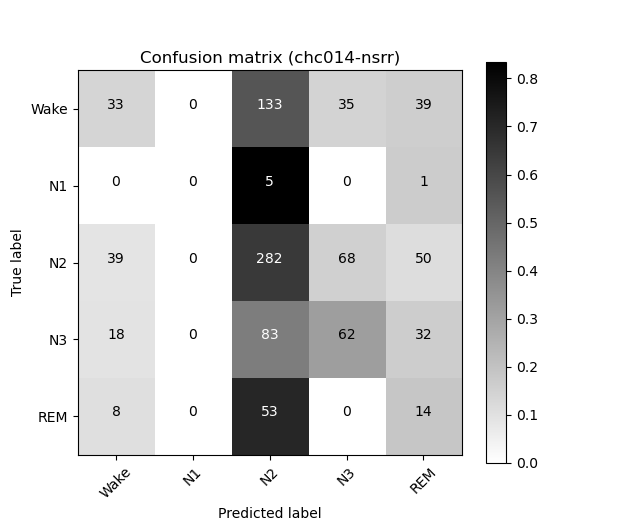 Confusion matrix (chc014-nsrr)
True label
Wake 33 0 133 35 39
N1 0 0 5 0 1
N2 39 0 282 68 50
N3 18 0 83 62 32
REM 8 0 53 0 14
Wake N1 N2 N3 REM
Predicted label
0.8
0.7
0.6
0.5
0.4
0.3
0.2
0.1
0.0